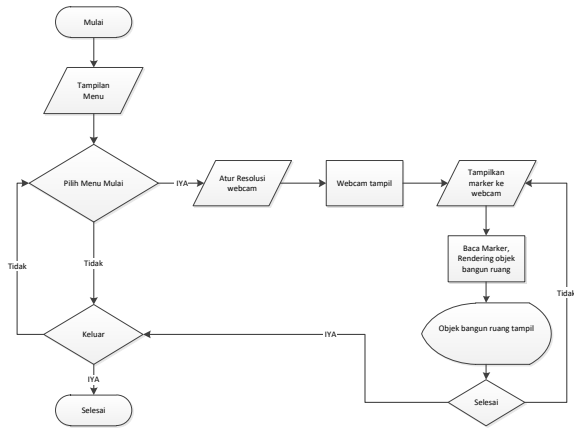 Mulai
Tampilan
Menu
Pilih Menu Mulai
IYA
Atur Resolusi
webcam
Webcam tampil
Tampilkan
marker ke
webcam
Baca Marker,
Rendering objek
bangun ruang
Tidak
Tidak
Tidak
Objek bangun ruang tampil
Keluar
IYA
IYA
Selesai
Selesai